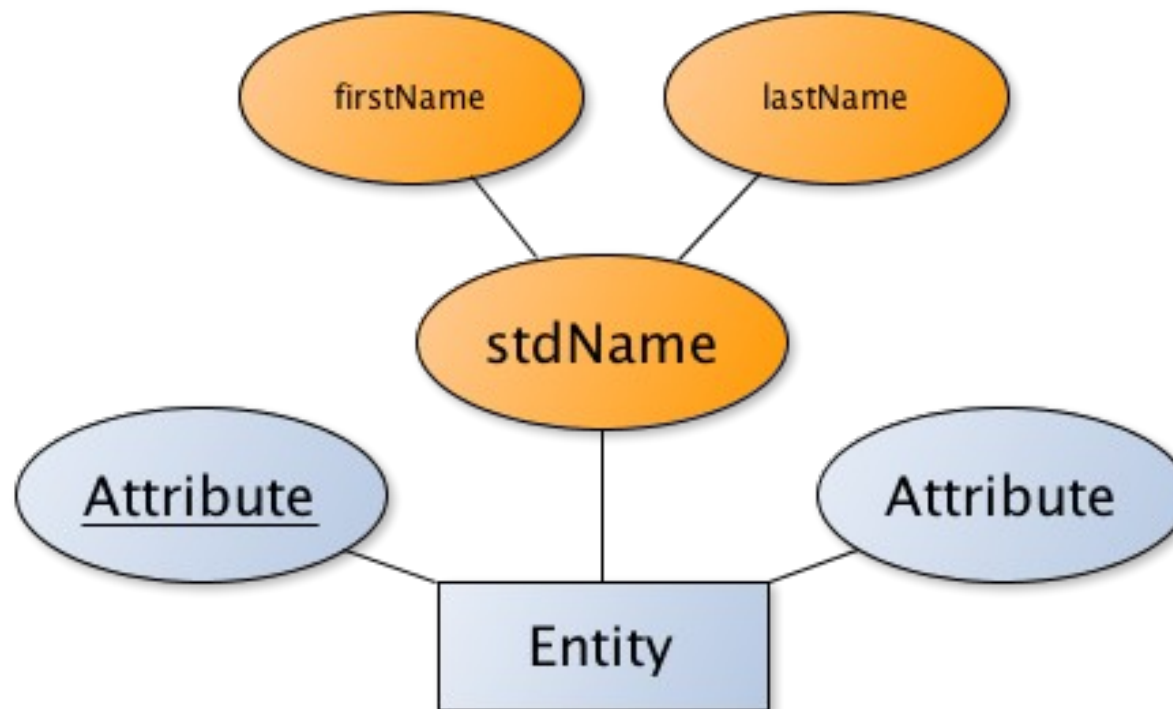 firstName
lastName
stdName
Attribute
Attribute
Entity